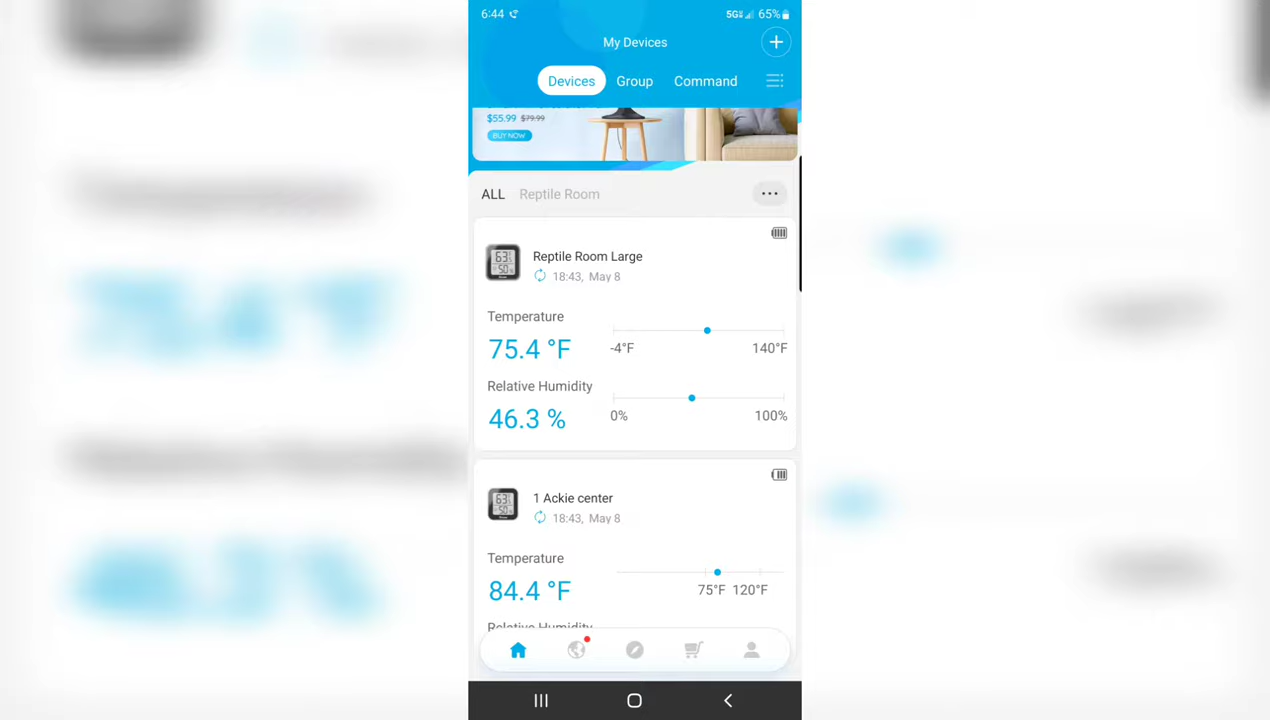 6:44
5G
65%
My Devices
Devices Group Command
$55.99 $79.99
BUY NOW
ALL Reptile Room
Reptile Room Large
18:43, May 8
Temperature
75.4 °F
-4°F 140°F
Relative Humidity
46.3 %
0% 100%
1 Ackie center
18:43, May 8
Temperature
84.4 °F
75°F 120°F
Relative Humidity